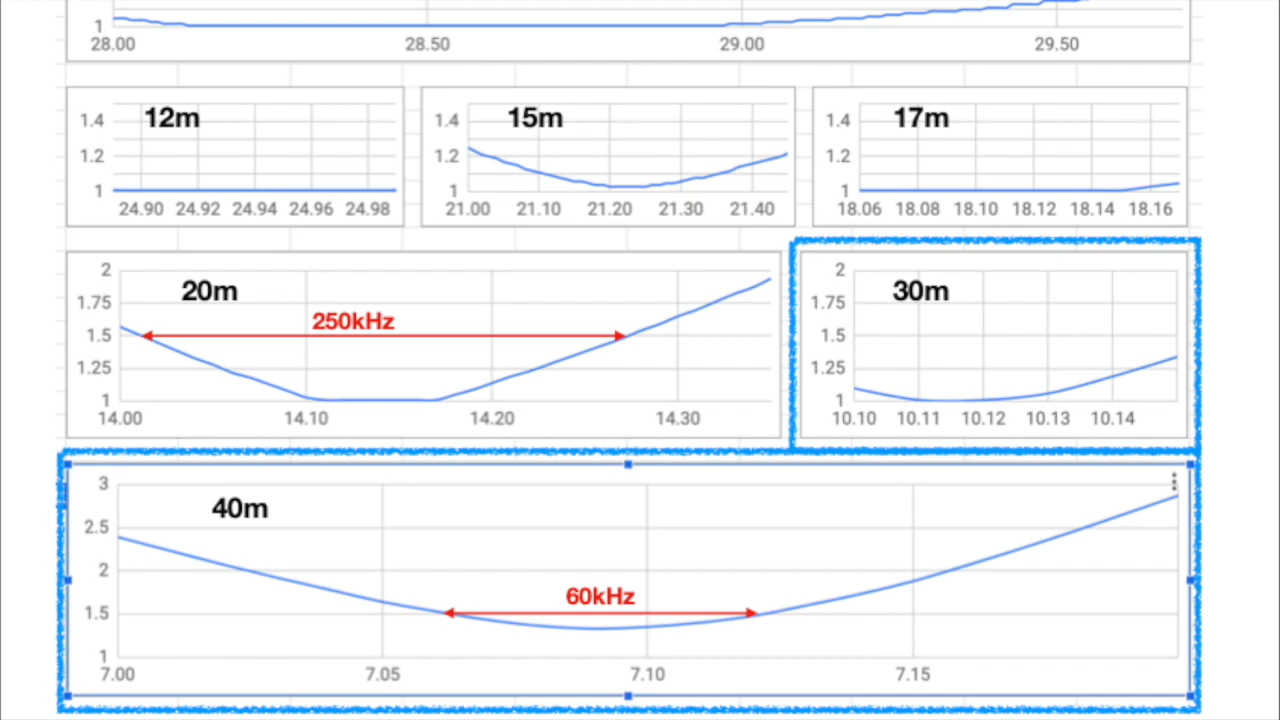 1
28.00 28.50 29.00 29.50
12m
1.4
1.2
1
24.90 24.92 24.94 24.96 24.98
15m
1.4
1.2
1
21.00 21.10 21.20 21.30 21.40
17m
1.4
1.2
1
18.06 18.08 18.10 18.12 18.14 18.16
20m
2
1.75
250kHz
1.5
1.25
1
14.00 14.10 14.20 14.30
30m
2
1.75
1.5
1.25
1
10.10 10.11 10.12 10.13 10.14
3
40m
2.5
2
60kHz
1.5
1
7.00 7.05 7.10 7.15